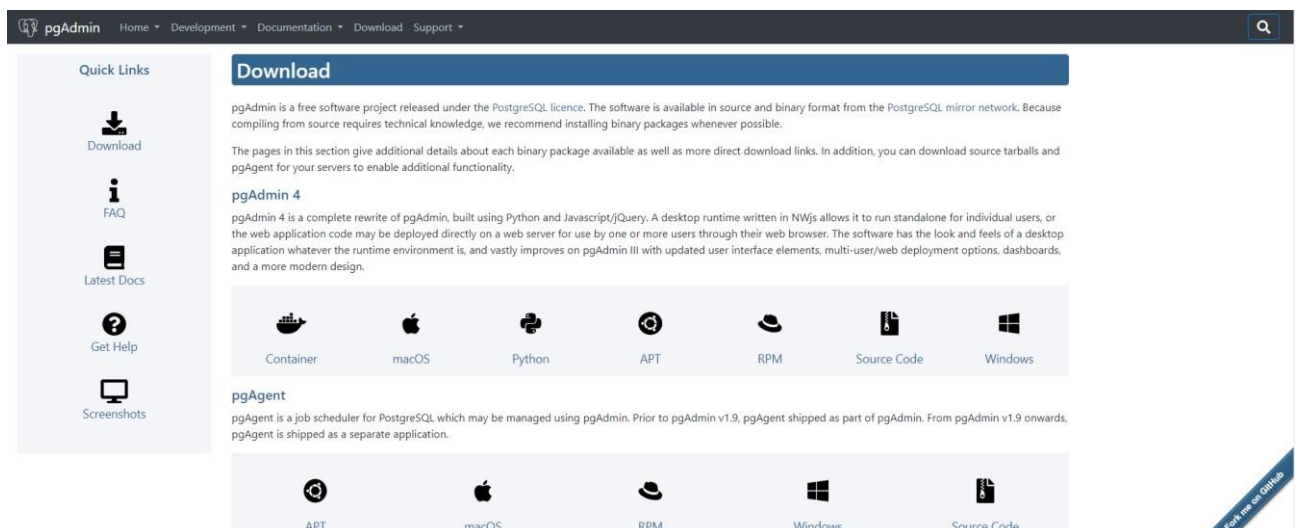 pgAdmin Home Development Documentation Download Support
Quick Links
Download
FAQ
Latest Docs
Get Help
Screenshots
Download
pgAdmin is a free software project released under the PostgreSQL licence. The software is available in source and binary format from the PostgreSQL mirror network. Because
compiling from source requires technical knowledge, we recommend installing binary packages whenever possible.
The pages in this section give additional details about each binary package available as well as more direct download links. In addition, you can download source tarballs and
pgAgent for your servers to enable additional functionality.
pgAdmin 4
pgAdmin 4 is a complete rewrite of pgAdmin, built using Python and Javascript/jQuery. A desktop runtime written in NWjs allows it to run standalone for individual users, or
the web application code may be deployed directly on a web server for use by one or more users through their web browser. The software has the look and feels of a desktop
application whatever the runtime environment is, and vastly improves on pgAdmin III with updated user interface elements, multi-user/web deployment options, dashboards,
and a more modern design.
Container macOS Python APT RPM Source Code Windows
pgAgent
pgAgent is a job scheduler for PostgreSQL which may be managed using pgAdmin. Prior to pgAdmin v1.9, pgAgent shipped as part of pgAdmin. From pgAdmin v1.9 onwards,
pgAgent is shipped as a separate application.
APT macOS RPM Windows Source Code
Fork me on GitHub